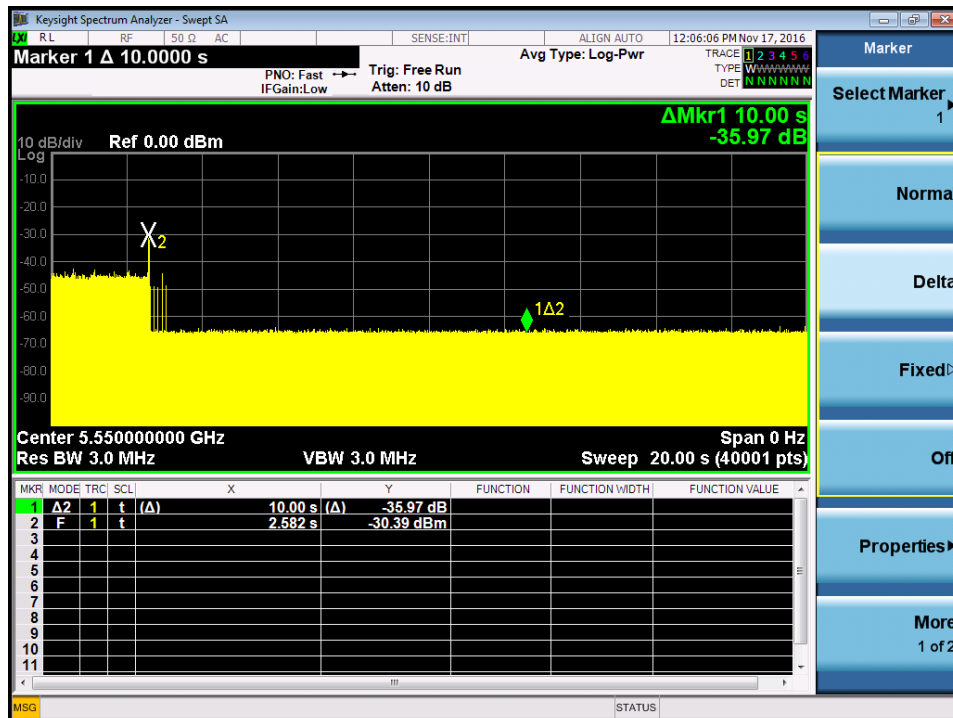 Keysight Spectrum Analyzer - Swept SA
LXI RL RF 50 Ω AC SENSE:INT ALIGN AUTO 12:06:06 PM Nov 17, 2016
Marker 1 Δ 10.0000 s
PNO: Fast
IFGain:Low
Trig: Free Run
Atten: 10 dB
Avg Type: Log-Pwr
TRACE 1 2 3 4 5 6
TYPE WWWWWW
DET N N N N N N
ΔMkr1 10.00 s
-35.97 dB
10 dB/div Ref 0.00 dBm
Log
-10.0
-20.0
-30.0
-40.0
-50.0
-60.0
-70.0
-80.0
-90.0
X2
1Δ2
Center 5.550000000 GHz Span 0 Hz
Res BW 3.0 MHz VBW 3.0 MHz Sweep 20.00 s (40001 pts)
MKR MODE TRC SCL X Y FUNCTION FUNCTION WIDTH FUNCTION VALUE
1 Δ2 1 t (Δ) 10.00 s (Δ) -35.97 dB
2 F 1 t 2.582 s -30.39 dBm
3
4
5
6
7
8
9
10
11
MSG STATUS
Marker
Select Marker
1
Norma
Delta
Fixed
Off
Properties
More
1 of 2